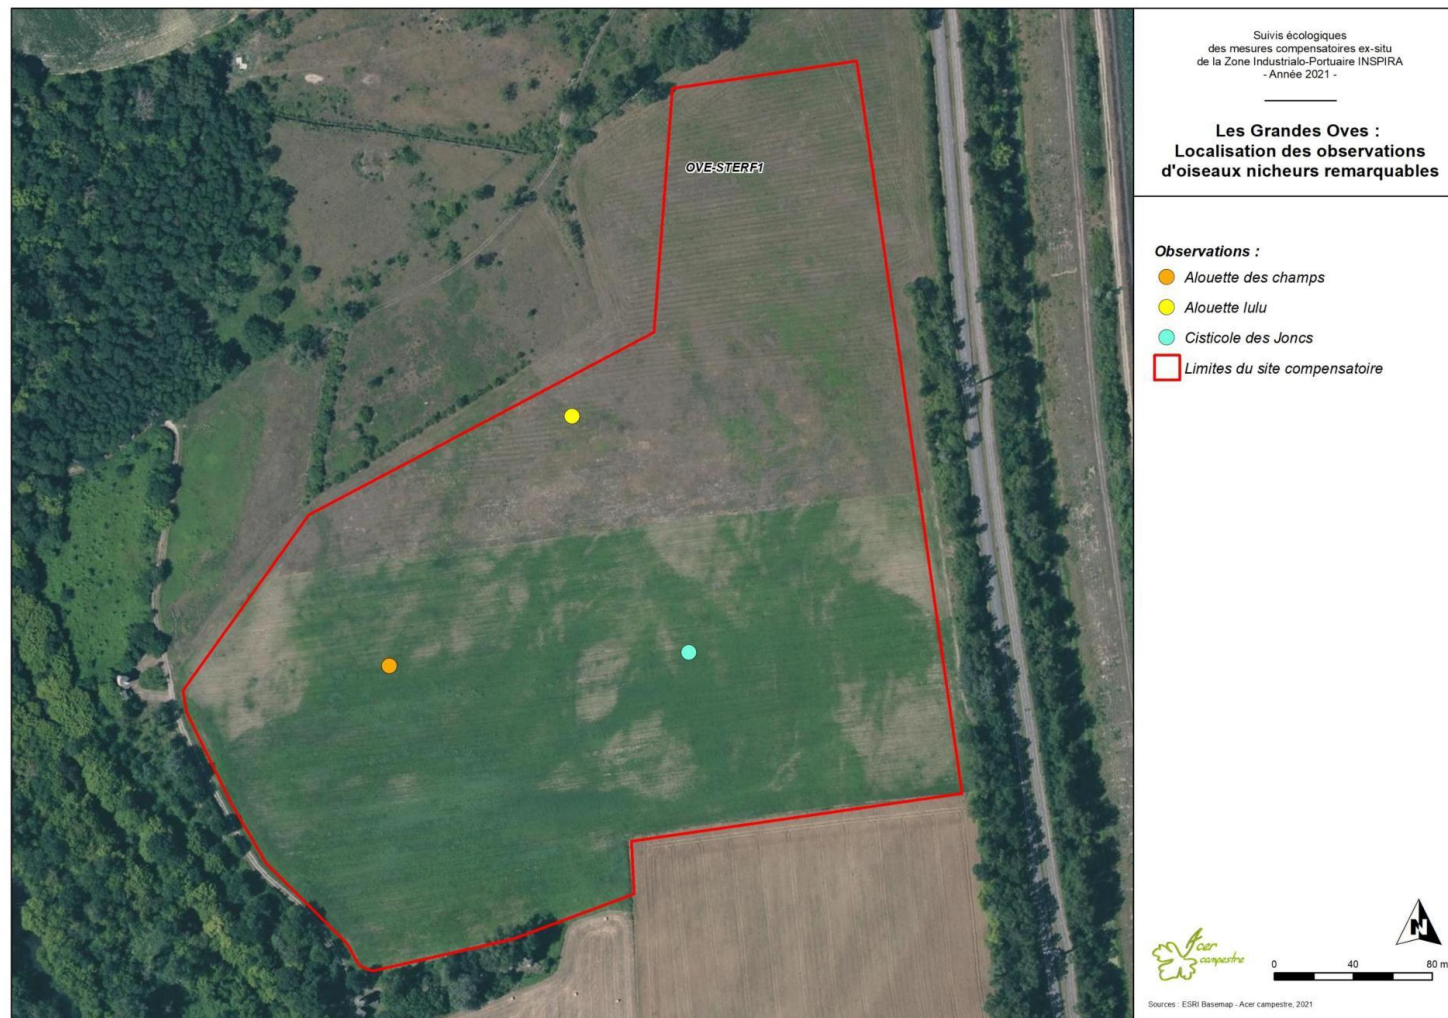 Suivis écologiques
des mesures compensatoires ex-situ
de la Zone Industrialo-Portuaire INSPIRA
- Année 2021 -
Les Grandes Oves :
Localisation des observations
d'oiseaux nicheurs remarquables
OVE-STERF1
Observations :
Alouette des champs
Alouette lulu
Cisticole des Joncs
Limites du site compensatoire
N
Acer
campestre
0 40 80 m
Sources : ESRI Basemap - Acer campestre, 2021